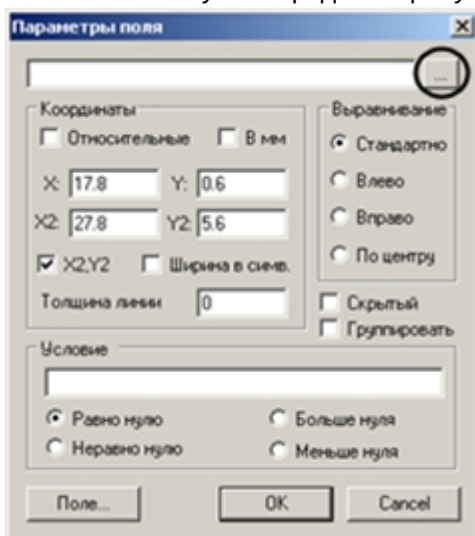 Параметры поля
...
Координаты
Относительные В мм
X: 17.8 Y: 0.6
X2: 27.8 Y2: 5.6
X2,Y2 Ширина в симв.
Толщина линии 0
Выравнивание
Стандартно
Влево
Вправо
По центру
Скрытый
Группировать
Условие
Равно нулю Больше нуля
Неравно нулю Меньше нуля
Поле... OK Cancel